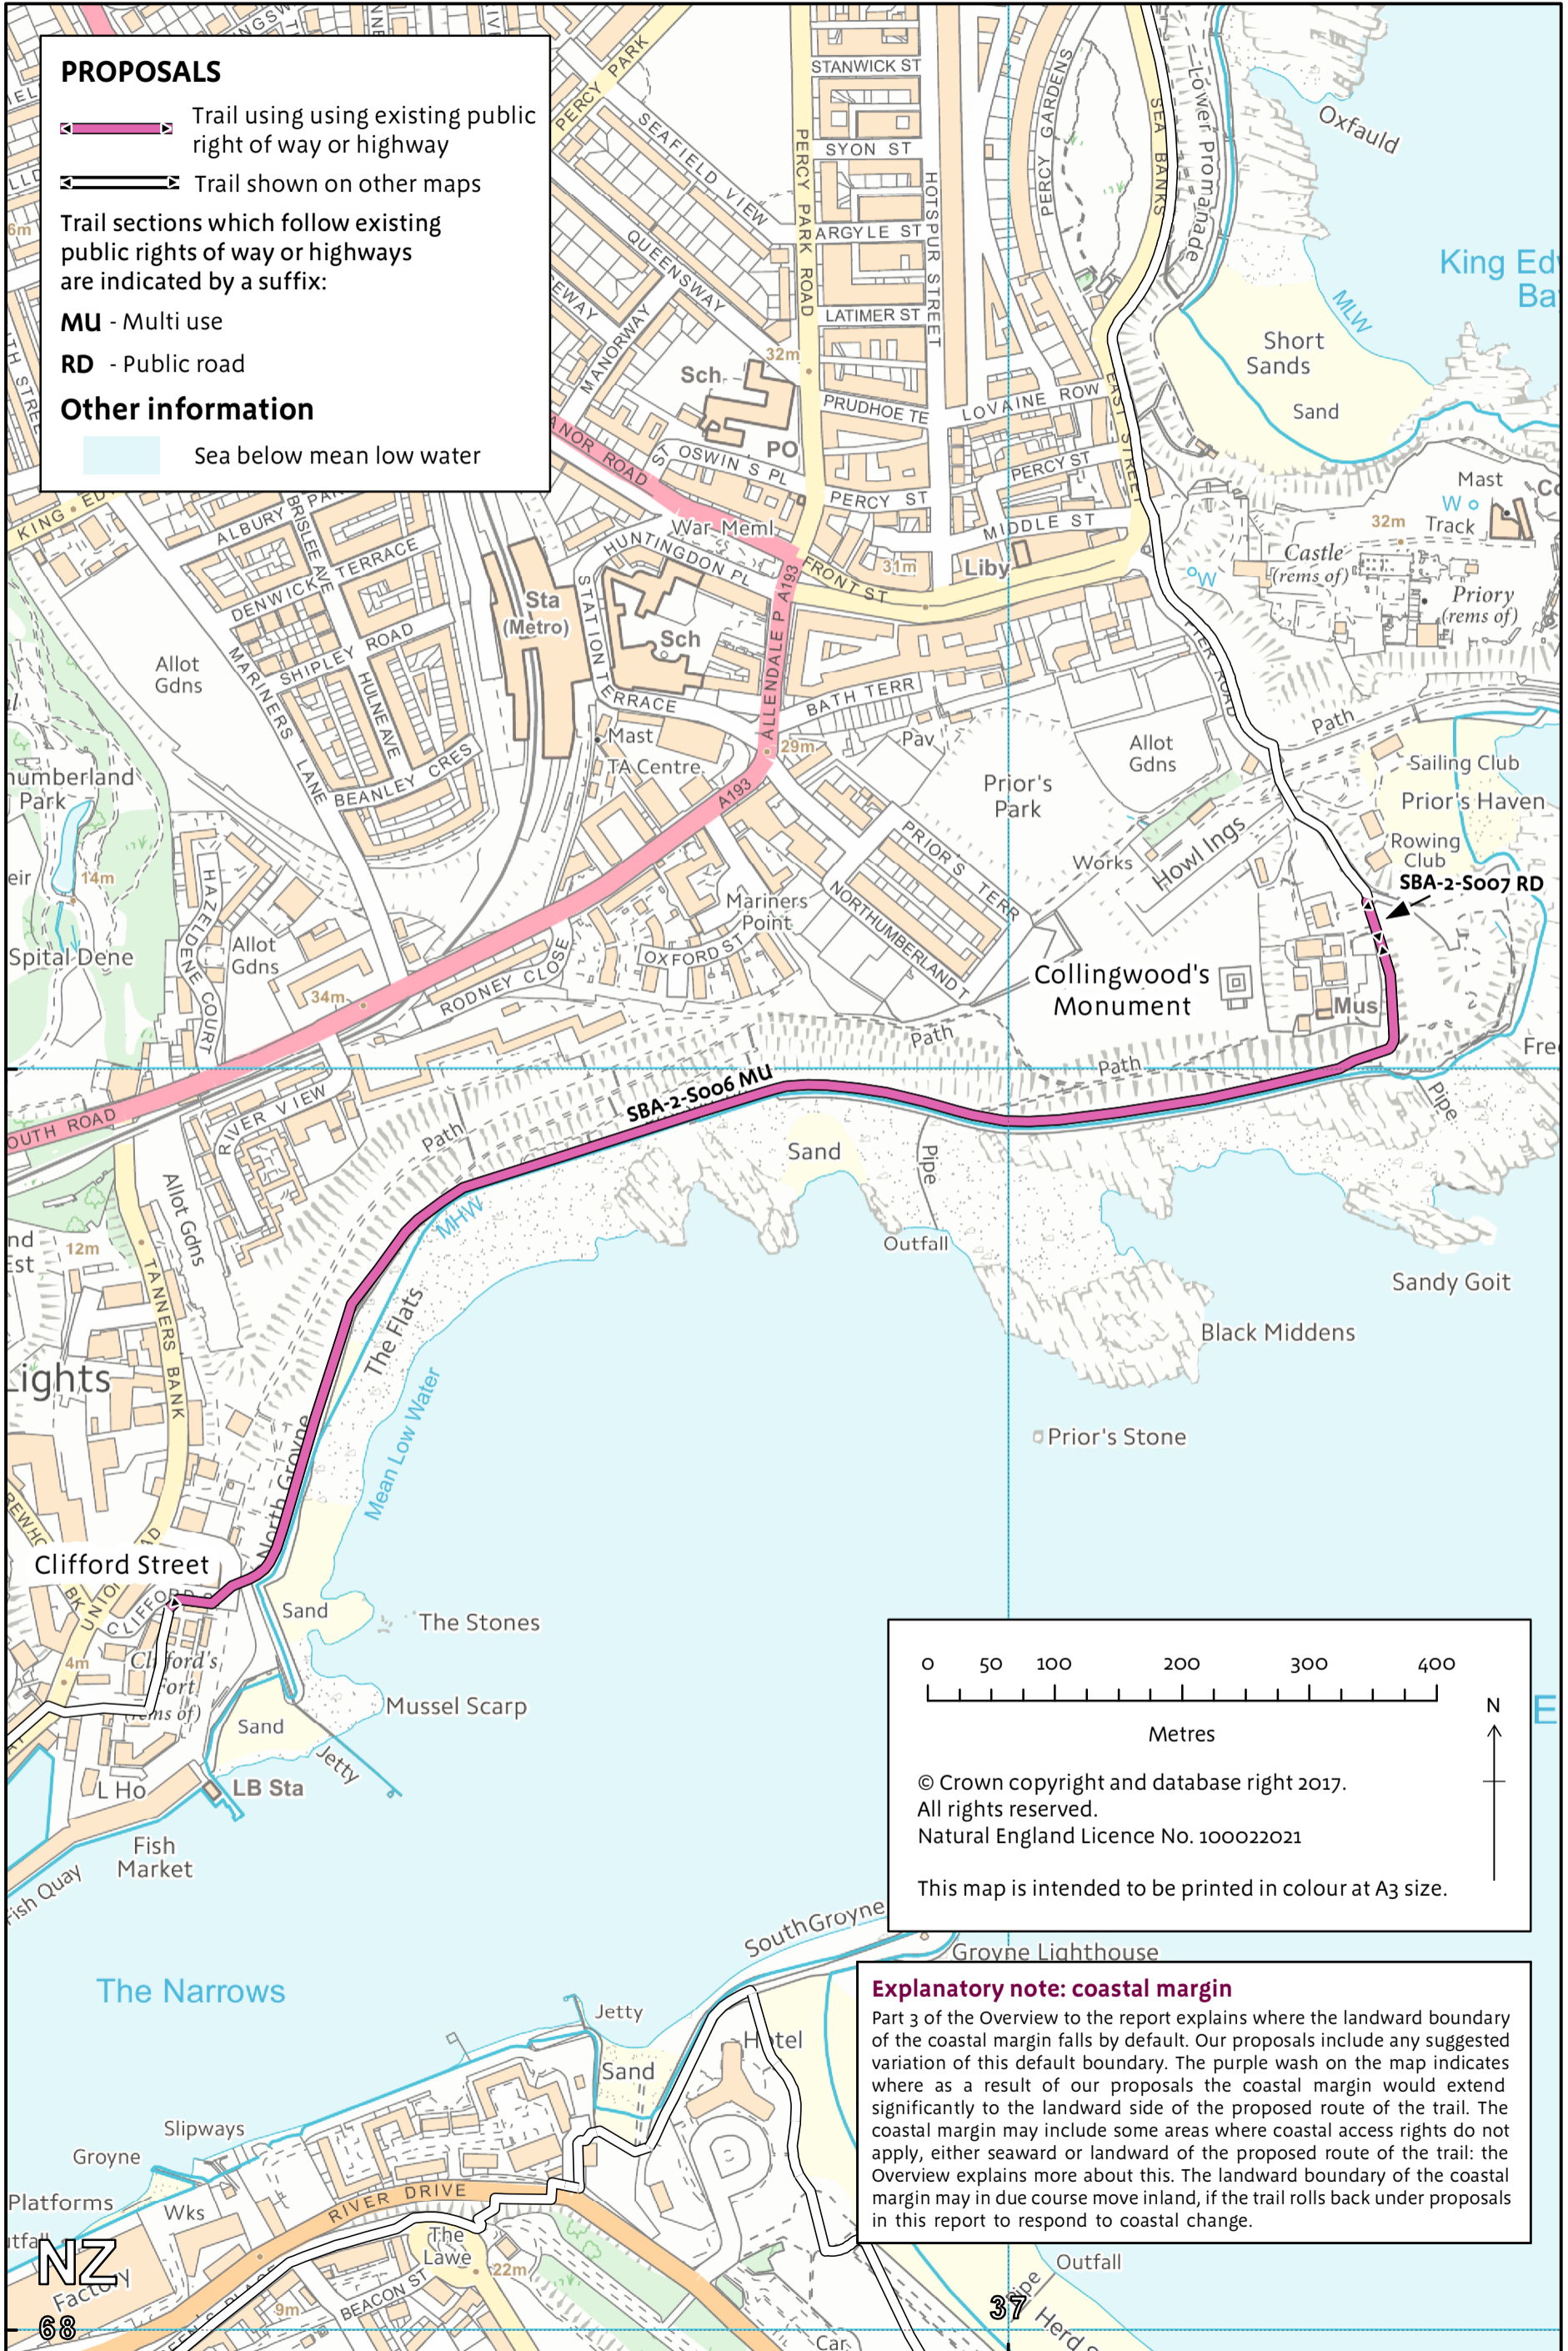 PROPOSALS
Trail using using existing public
right of way or highway
Trail shown on other maps
Trail sections which follow existing
public rights of way or highways
are indicated by a suffix:
MU - Multi use
RD - Public road
Other information
Sea below mean low water
PERCY PARK
SEAFIELD VIEW
QUEENSWAY
MANORWAY
PERCY PARK ROAD
STANWICK ST
SYON ST
ARGYLE ST
LATIMER ST
HOTSPUR STREET
PERCY GARDENS
SEA BANKS
Lower Promanade
Oxfauld
MLW
Short
Sands
Sand
32m
Sch
PRUDHOE TE
LOVAINE ROW
EAST STREET
PO
OSWIN S PL
ST
PERCY ST
PERCY ST
MIDDLE ST
War Meml
HUNTINGDON PL
FRONT ST
31m
Liby
Mast
W
Track
32m
Castle
(rems of)
W
Priory
(rems of)
ALBURY
BRISLEE AVE
DENWICK TERRACE
SHIPLEY ROAD
HULNE AVE
MARINERS LANE
BEANLEY CRES
Allot
Gdns
Sta
(Metro)
STATION TERRACE
Sch
ALLENDALE P A193
BATH TERR
PIER ROAD
Path
Mast
TA Centre
29m
A193
Pav
Prior's
Park
Allot
Gdns
Sailing Club
Prior's Haven
Rowing
Club
SBA-2-S007 RD
Park
14m
Spital Dene
HAZELDENE COURT
Allot
Gdns
34m
RODNEY CLOSE
OXFORD ST
Mariners
Point
PRIOR S TERR
NORTHUMBERLAND T
Works
Howl Ings
Collingwood's
Monument
Mus
Path
Path
SBA-2-S006 MU
RIVER VIEW
Path
Sand
Pipe
Pipe
Outfall
MHW
Allot Gdns
12m
TANNERS BANK
The Flats
Mean Low Water
Sandy Goit
Black Middens
Prior's Stone
North Groyne
Clifford Street
Sand
The Stones
4m
Clifford's
Fort
(rems of)
Mussel Scarp
Sand
Jetty
L Ho
LB Sta
Fish
Market
Fish Quay
0 50 100 200 300 400
Metres
N
© Crown copyright and database right 2017.
All rights reserved.
Natural England Licence No. 100022021
This map is intended to be printed in colour at A3 size.
South Groyne
Groyne Lighthouse
The Narrows
Jetty
Hotel
Sand
Slipways
Groyne
Platforms
Wks
RIVER DRIVE
The
Lawe
22m
NZ
Factory
68
9m
BEACON ST
Explanatory note: coastal margin
Part 3 of the Overview to the report explains where the landward boundary
of the coastal margin falls by default. Our proposals include any suggested
variation of this default boundary. The purple wash on the map indicates
where as a result of our proposals the coastal margin would extend
significantly to the landward side of the proposed route of the trail. The
coastal margin may include some areas where coastal access rights do not
apply, either seaward or landward of the proposed route of the trail: the
Overview explains more about this. The landward boundary of the coastal
margin may in due course move inland, if the trail rolls back under proposals
in this report to respond to coastal change.
Outfall
37